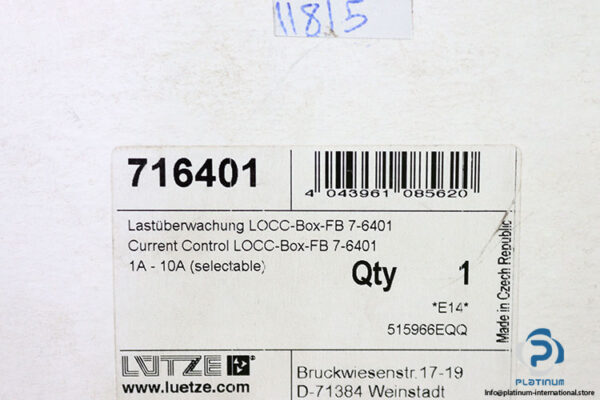 11815
716401
4 043961 085620
Lastüberwachung LOCC-Box-FB 7-6401
Current Control LOCC-Box-FB 7-6401
1A - 10A (selectable)
Qty 1
*E14*
515966EQQ
Made in Czech Republic
LÜTZE
www.luetze.com
Bruckwiesenstr. 17-19
D-71384 Weinstadt
PLATINUM
info@platinum-international.store